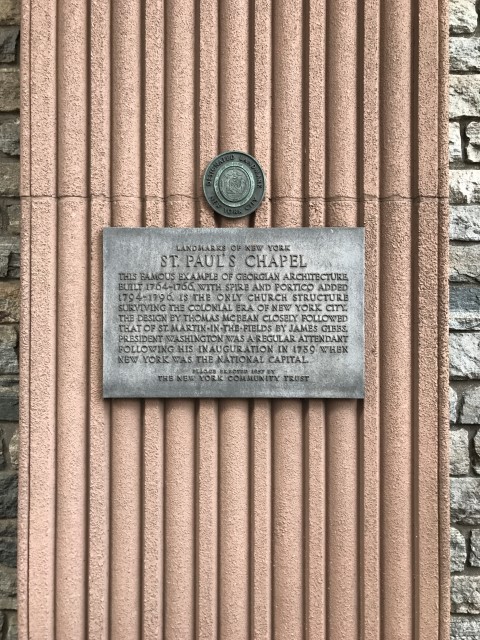 LANDMARKS OF NEW YORK
ST. PAUL'S CHAPEL
THIS FAMOUS EXAMPLE OF GEORGIAN ARCHITECTURE,
BUILT 1764-1766, WITH SPIRE AND PORTICO ADDED
1794-1796, IS THE ONLY CHURCH STRUCTURE
SURVIVING THE COLONIAL ERA OF NEW YORK CITY.
THE DESIGN BY THOMAS MCBEAN CLOSELY FOLLOWED
THAT OF ST. MARTIN-IN-THE-FIELDS BY JAMES GIBBS.
PRESIDENT WASHINGTON WAS A REGULAR ATTENDANT
FOLLOWING HIS INAUGURATION IN 1789 WHEN
NEW YORK WAS THE NATIONAL CAPITAL.
PLAQUE ERECTED 1957 BY
THE NEW YORK COMMUNITY TRUST